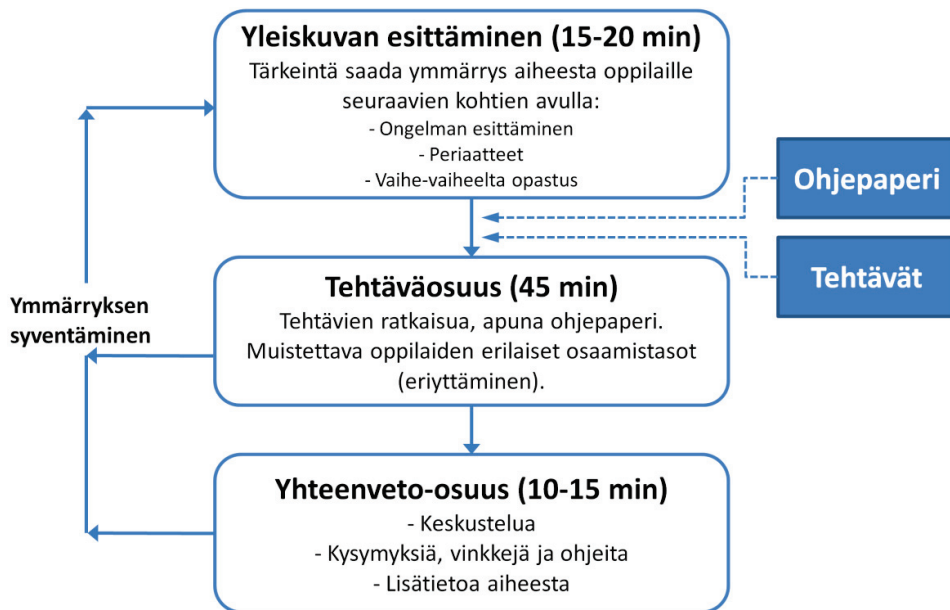 Yleiskuvan esittäminen (15-20 min)
Tärkeintä saada ymmärrys aiheesta oppilaille
seuraavien kohtien avulla:
- Ongelman esittäminen
- Periaatteet
- Vaihe-vaiheelta opastus
Ohjepaperi
Tehtävät
Ymmärryksen
syventäminen
Tehtäväosuus (45 min)
Tehtävien ratkaisua, apuna ohjepaperi.
Muistettava oppilaiden erilaiset osaamistasot
(eriyttäminen).
Yhteenveto-osuus (10-15 min)
- Keskustelua
- Kysymyksiä, vinkkejä ja ohjeita
- Lisätietoa aiheesta